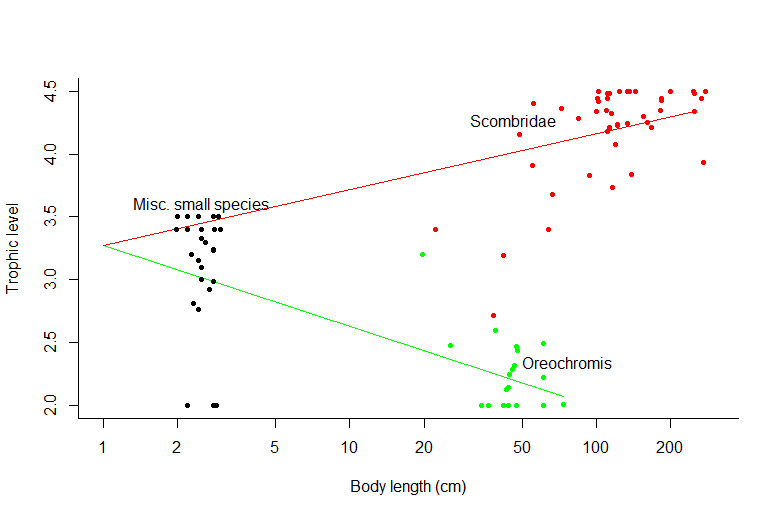 4.5
Scombridae
4.0
Misc. small species
3.5
Trophic level
3.0
2.5
Oreochromis
2.0
1 2 5 10 20 50 100 200
Body length (cm)